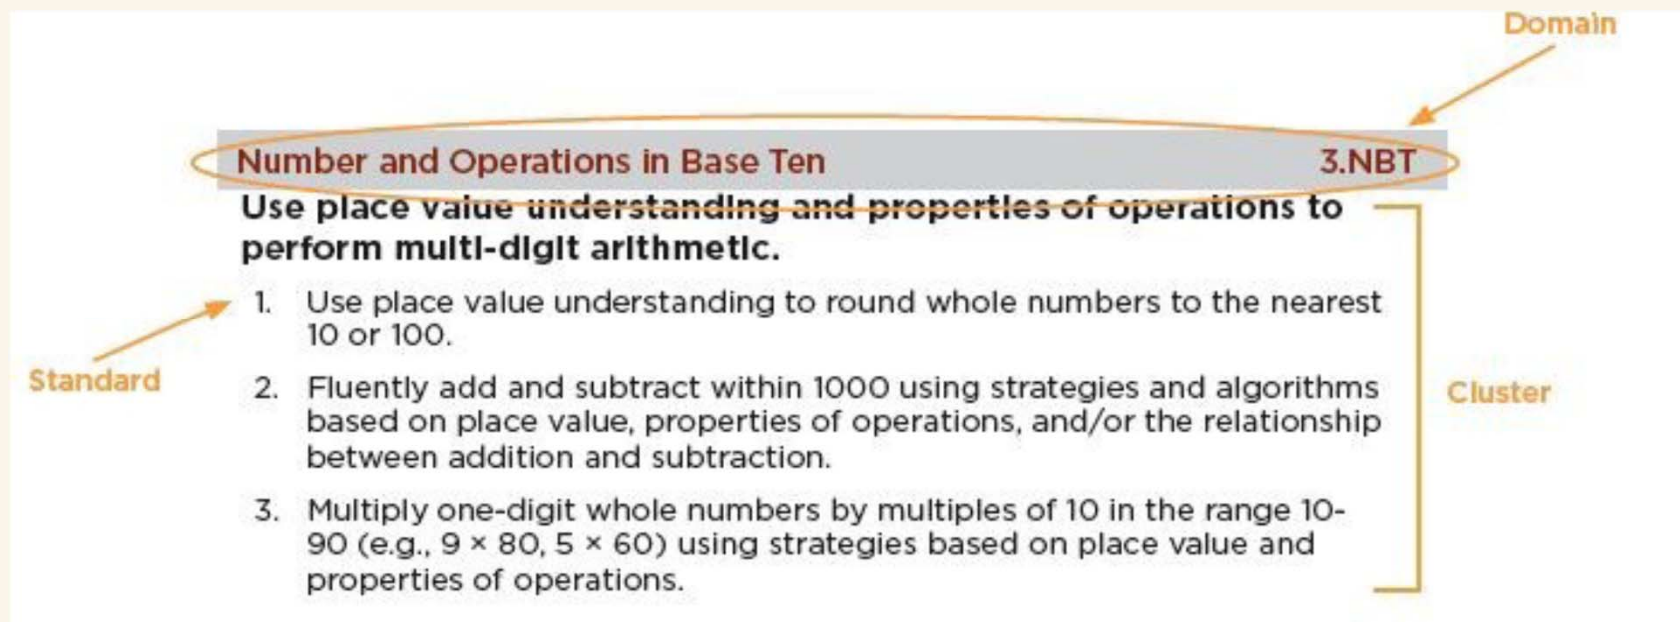 Domain
Number and Operations in Base Ten 3.NBT
Use place value understanding and properties of operations to
perform multi-digit arithmetic.
1. Use place value understanding to round whole numbers to the nearest
10 or 100.
Standard
2. Fluently add and subtract within 1000 using strategies and algorithms
based on place value, properties of operations, and/or the relationship
between addition and subtraction.
Cluster
3. Multiply one-digit whole numbers by multiples of 10 in the range 10-
90 (e.g., 9 × 80, 5 × 60) using strategies based on place value and
properties of operations.